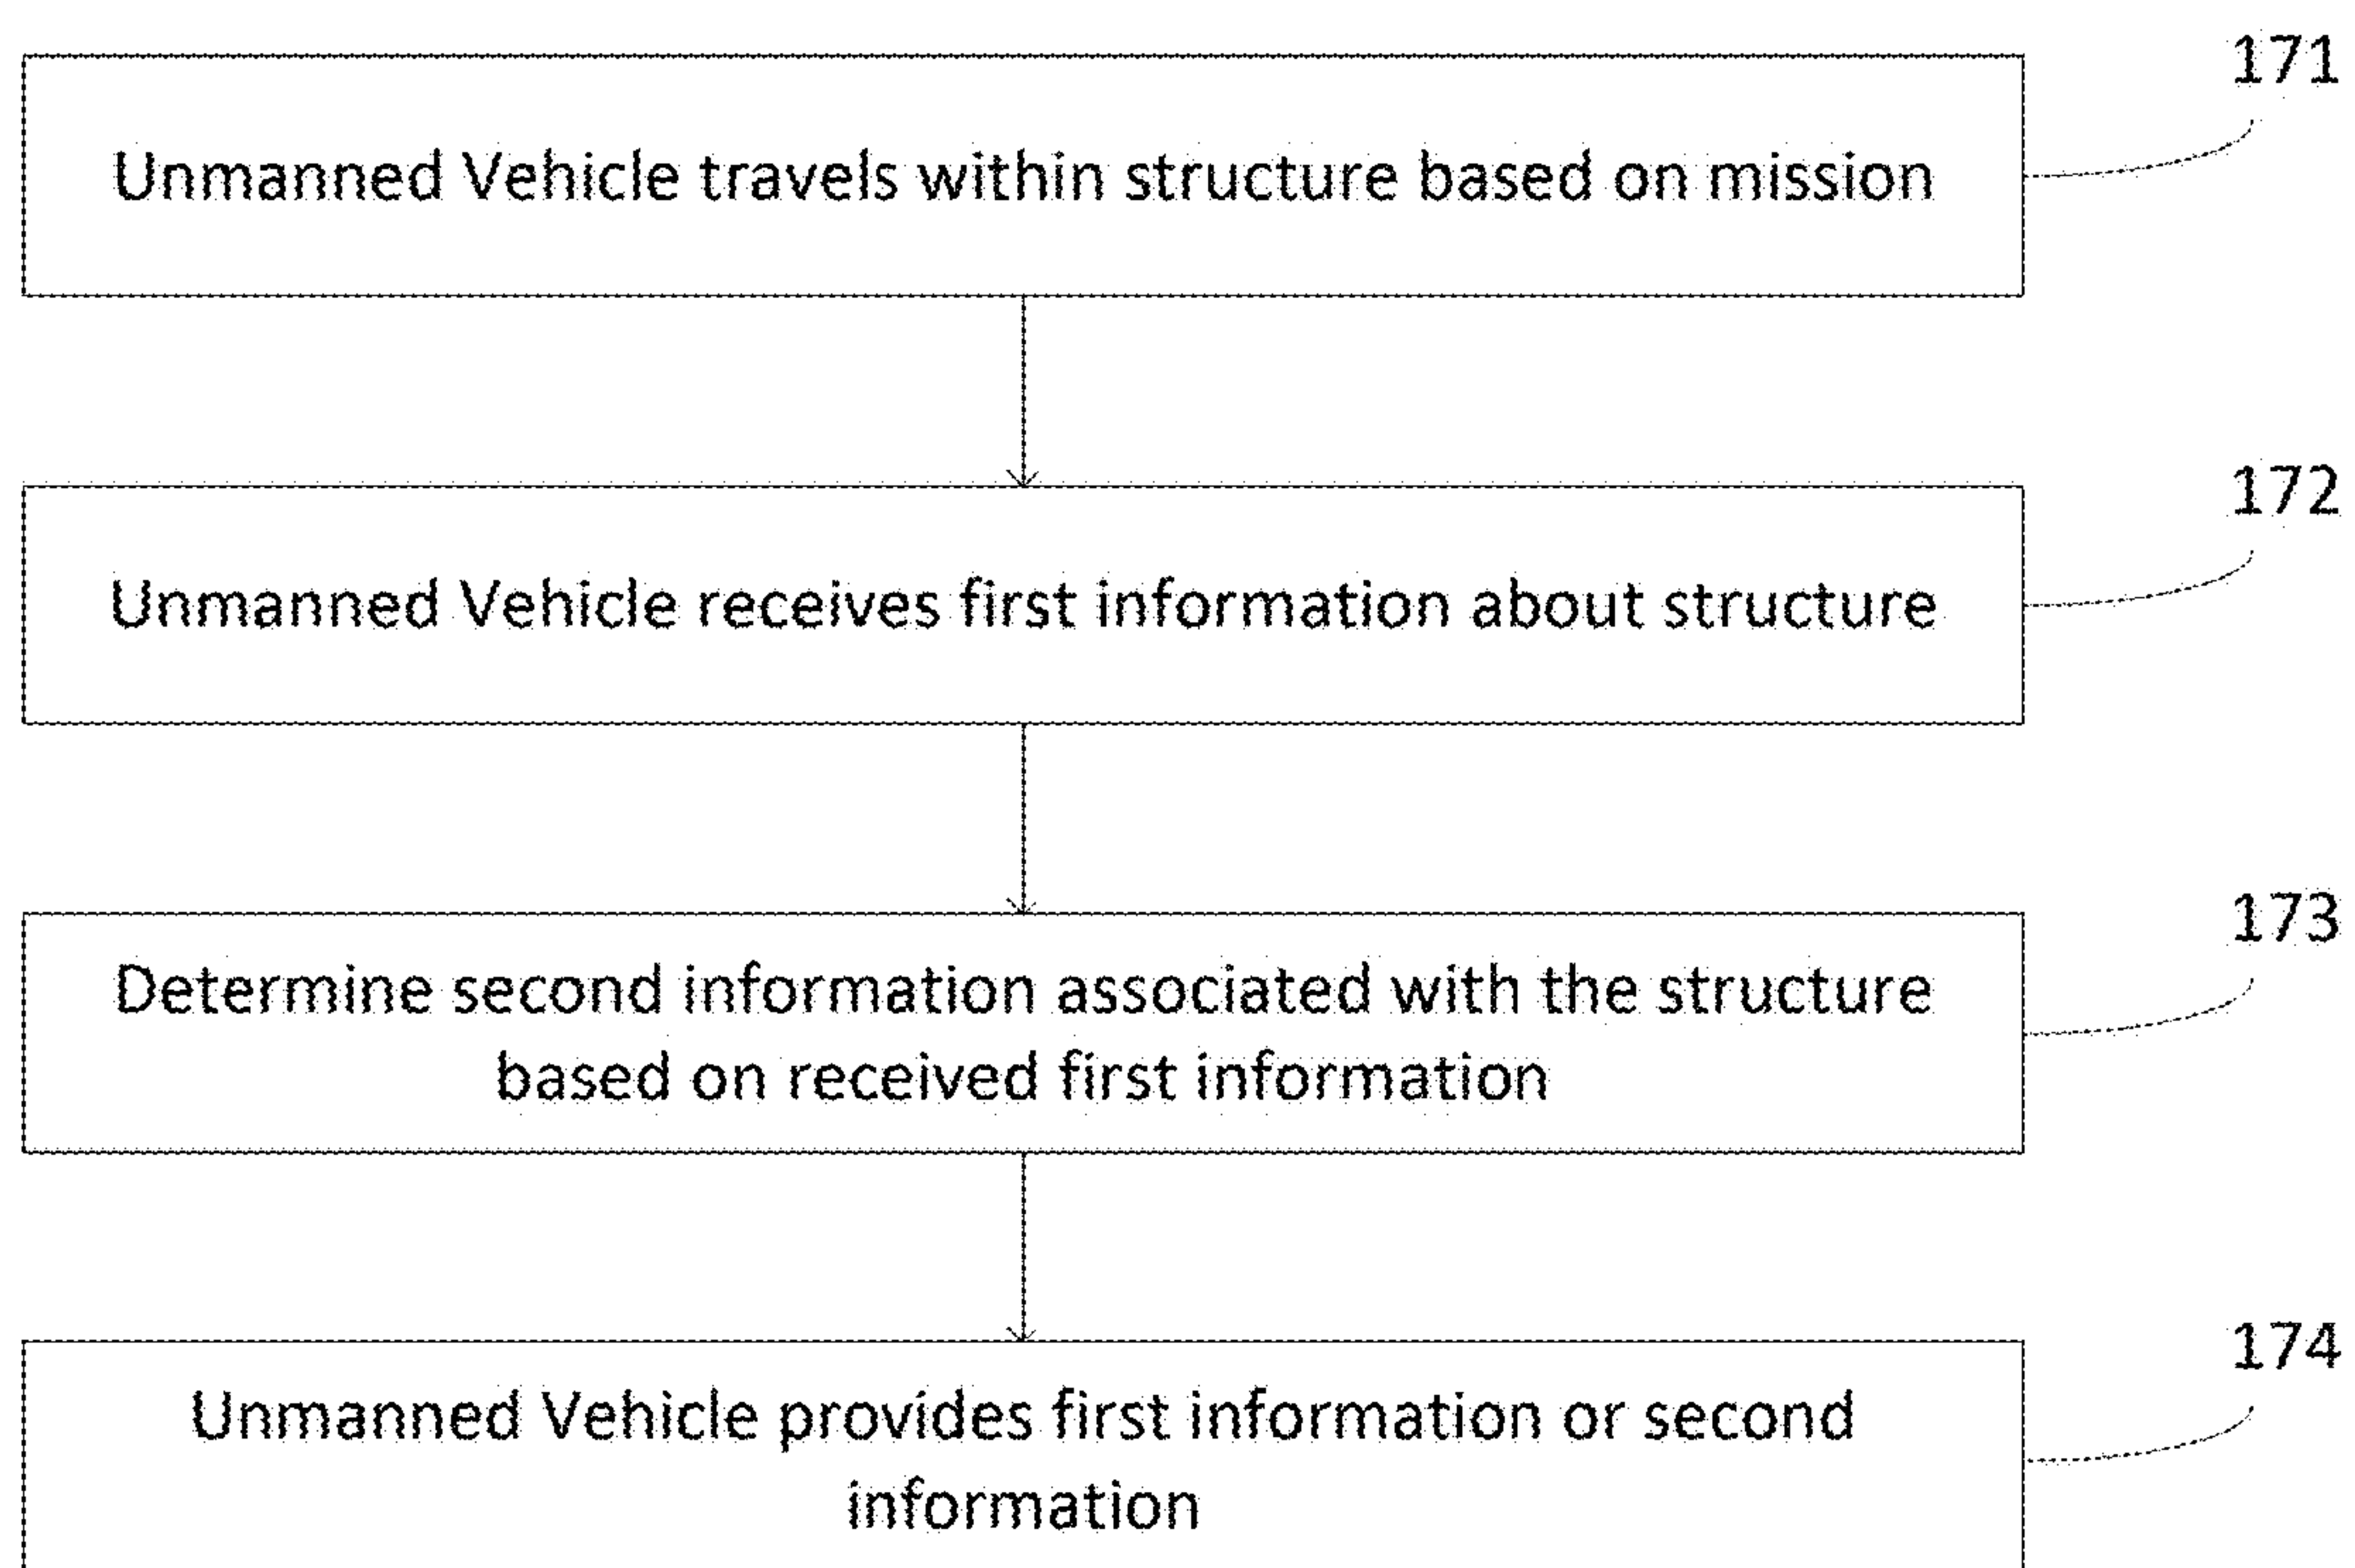 171
Unmanned Vehicle travels within structure based on mission
172
Unmanned Vehicle receives first information about structure
173
Determine second information associated with the structure
based on received first information
174
Unmanned Vehicle provides first information or second
information